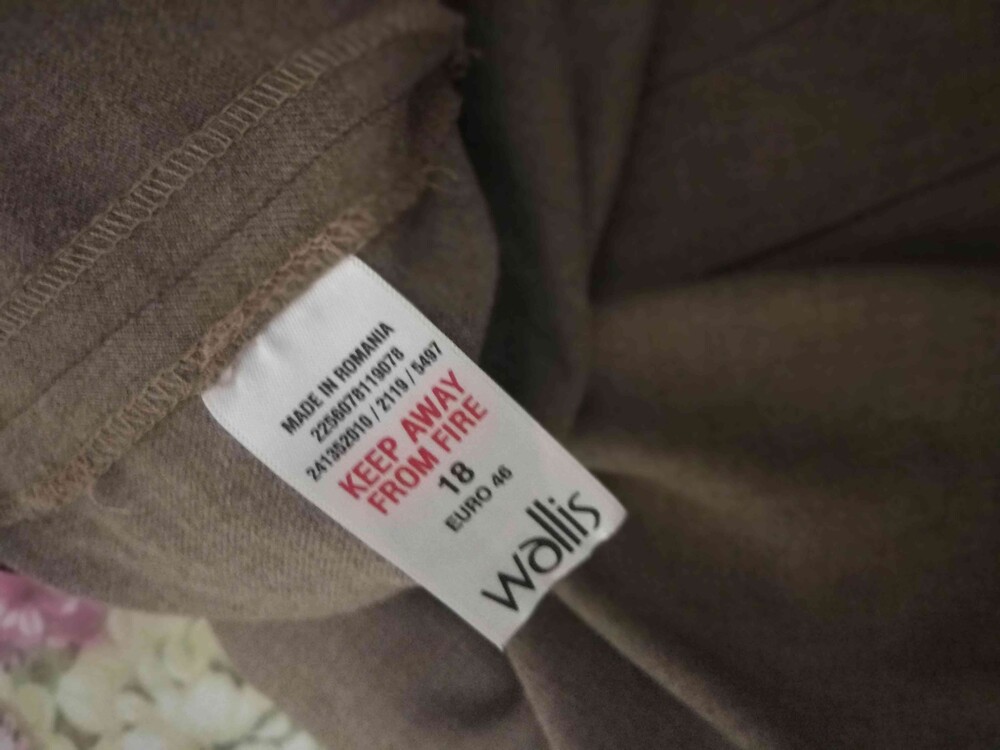 MADE IN ROMANIA
2256078119078
241352010 / 2119 / 5497
KEEP AWAY
FROM FIRE
18
EURO 46
wallis